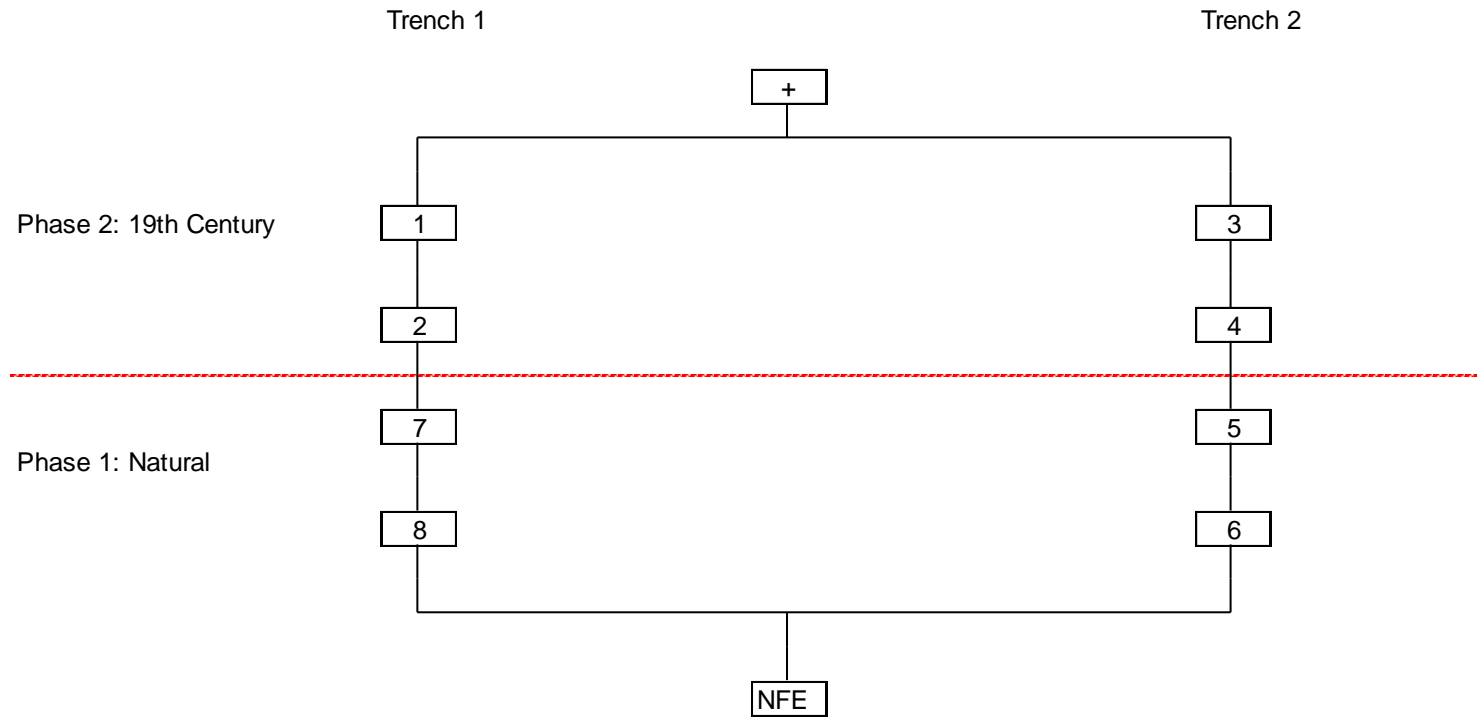 Trench 1 Trench 2
+
Phase 2: 19th Century 1 3
2 4
7 5
Phase 1: Natural
8 6
NFE